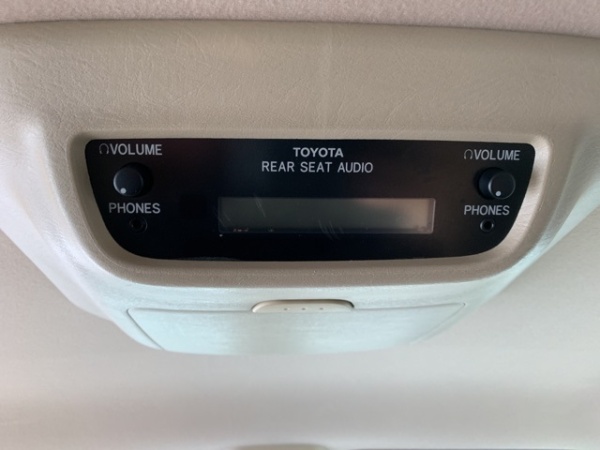 VOLUME
TOYOTA
VOLUME
REAR SEAT AUDIO
PHONES
PHONES